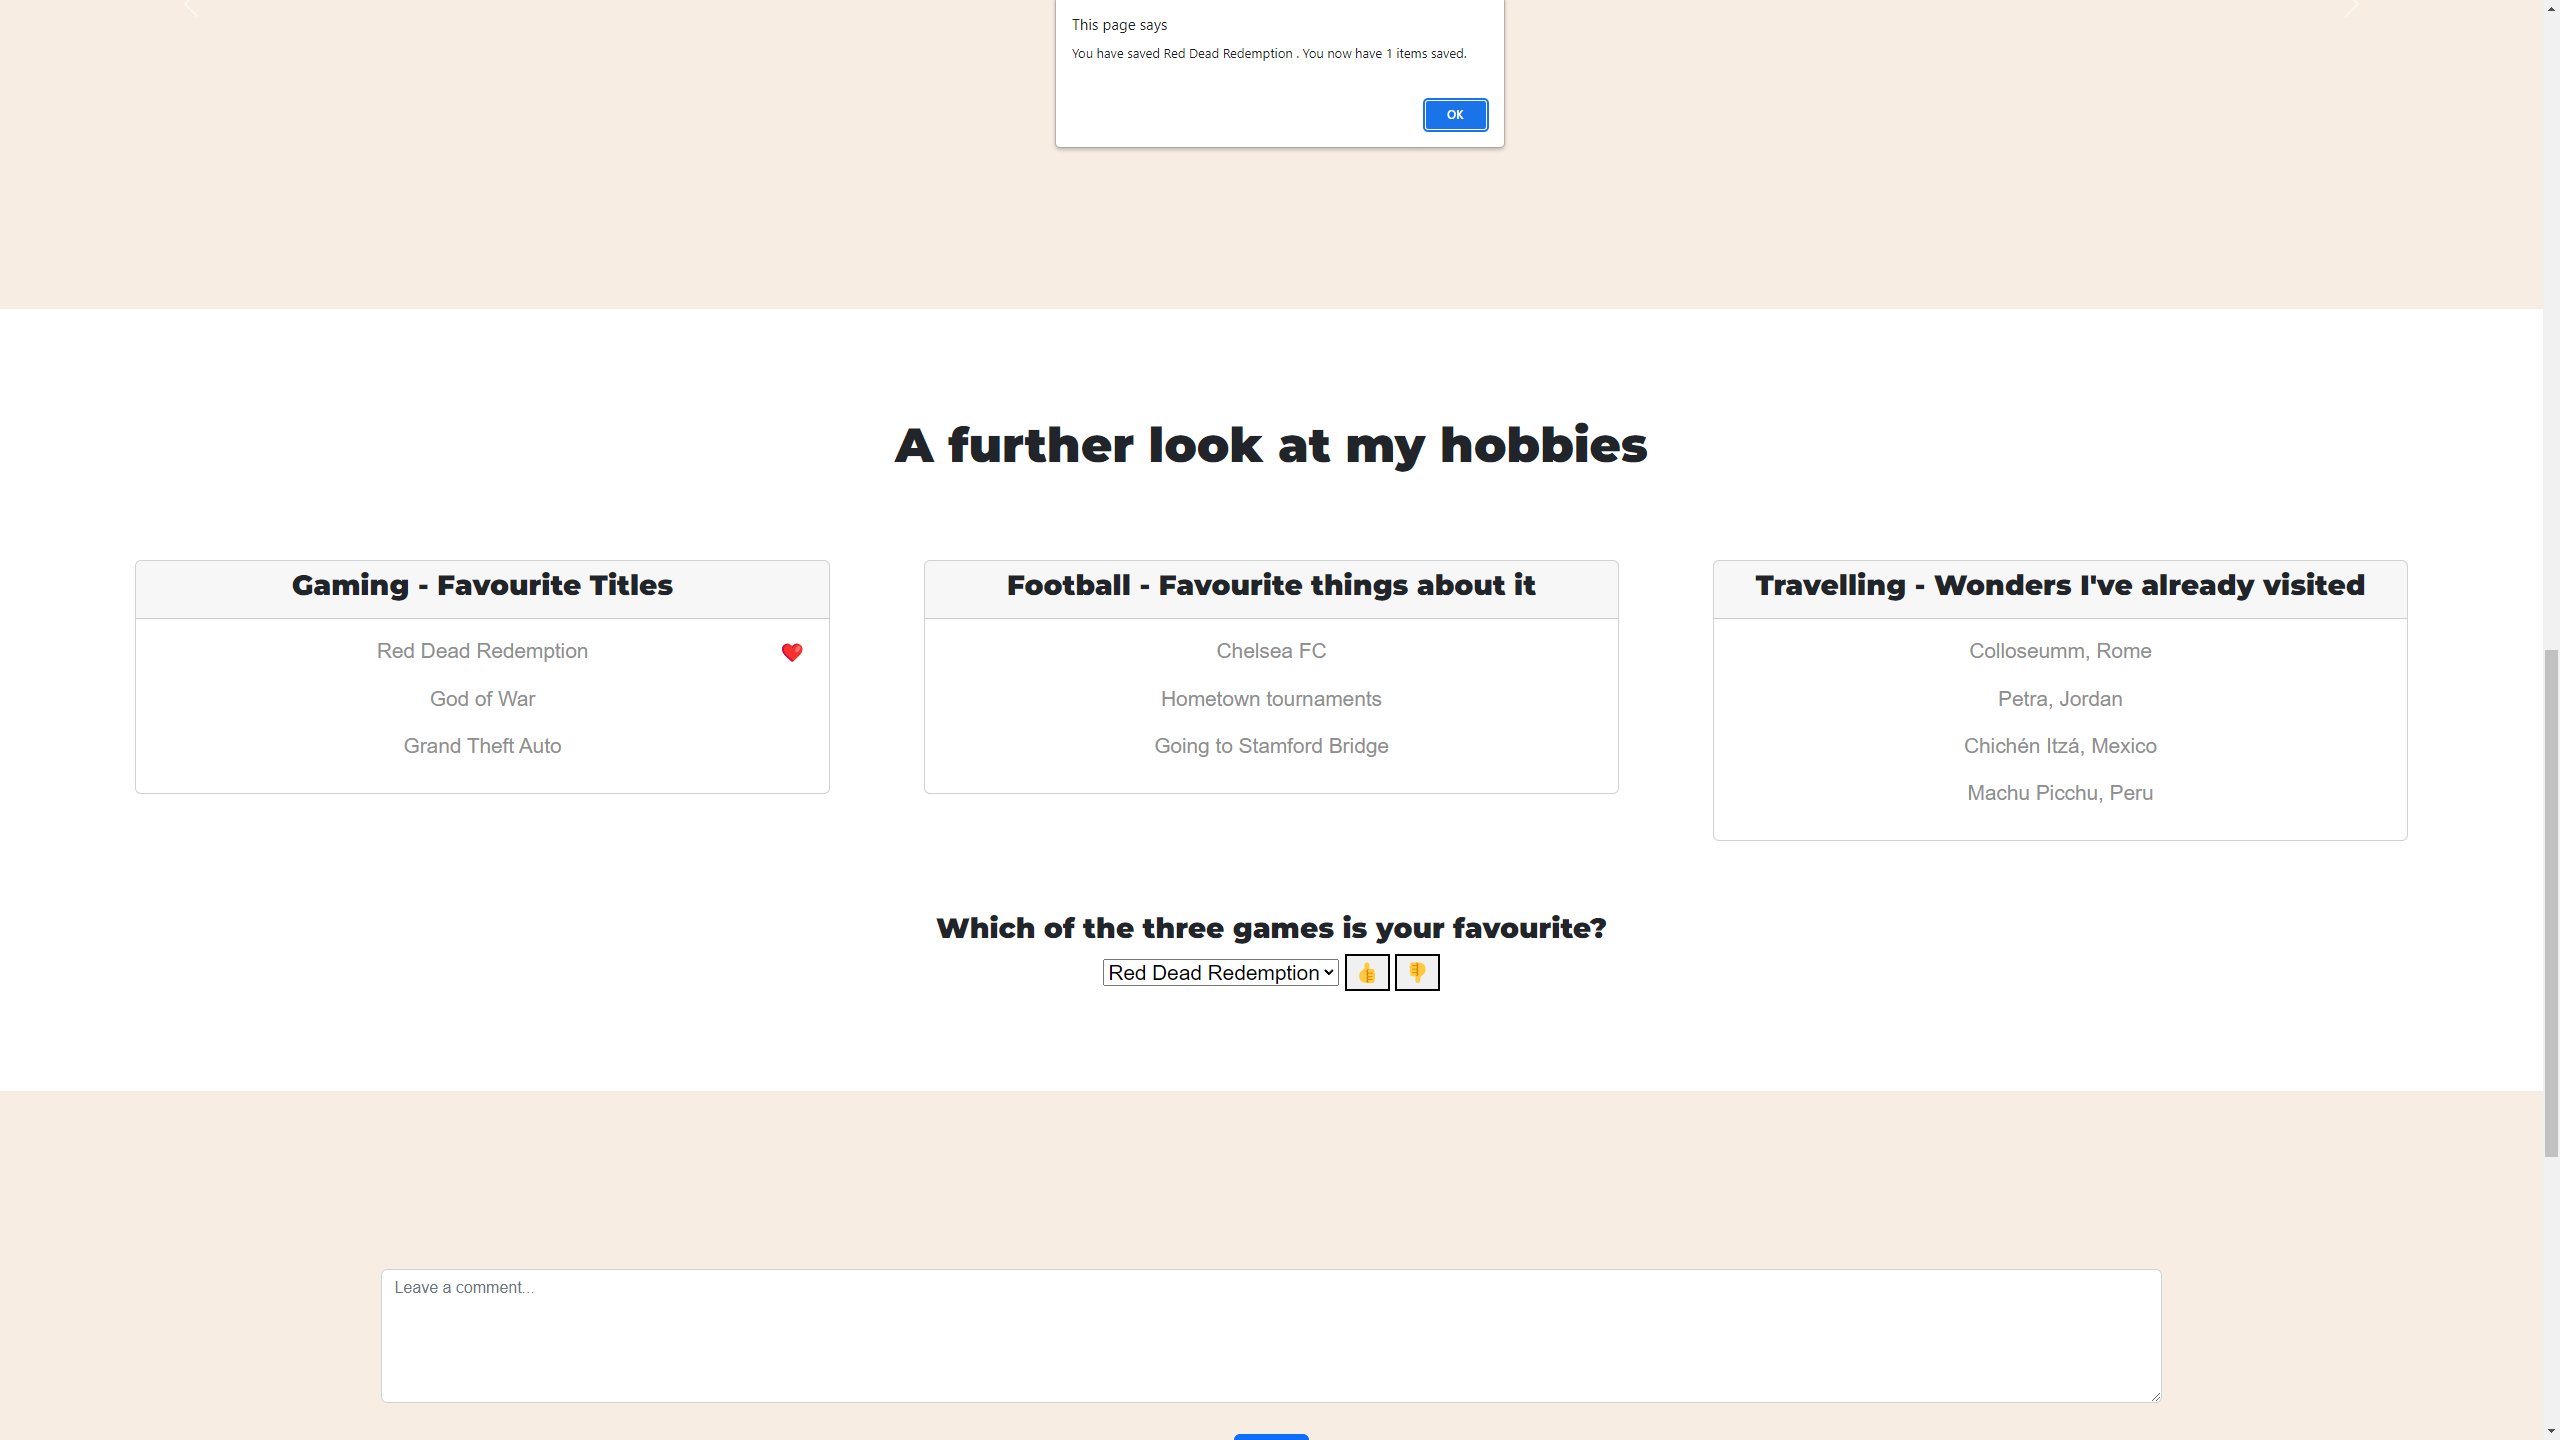 This page says
You have saved Red Dead Redemption . You now have 1 items saved.
OK
A further look at my hobbies
Gaming - Favourite Titles
Red Dead Redemption
God of War
Grand Theft Auto
Football - Favourite things about it
Chelsea FC
Hometown tournaments
Going to Stamford Bridge
Travelling - Wonders I've already visited
Colloseumm, Rome
Petra, Jordan
Chichén Itzá, Mexico
Machu Picchu, Peru
Which of the three games is your favourite?
Red Dead Redemption
Leave a comment...